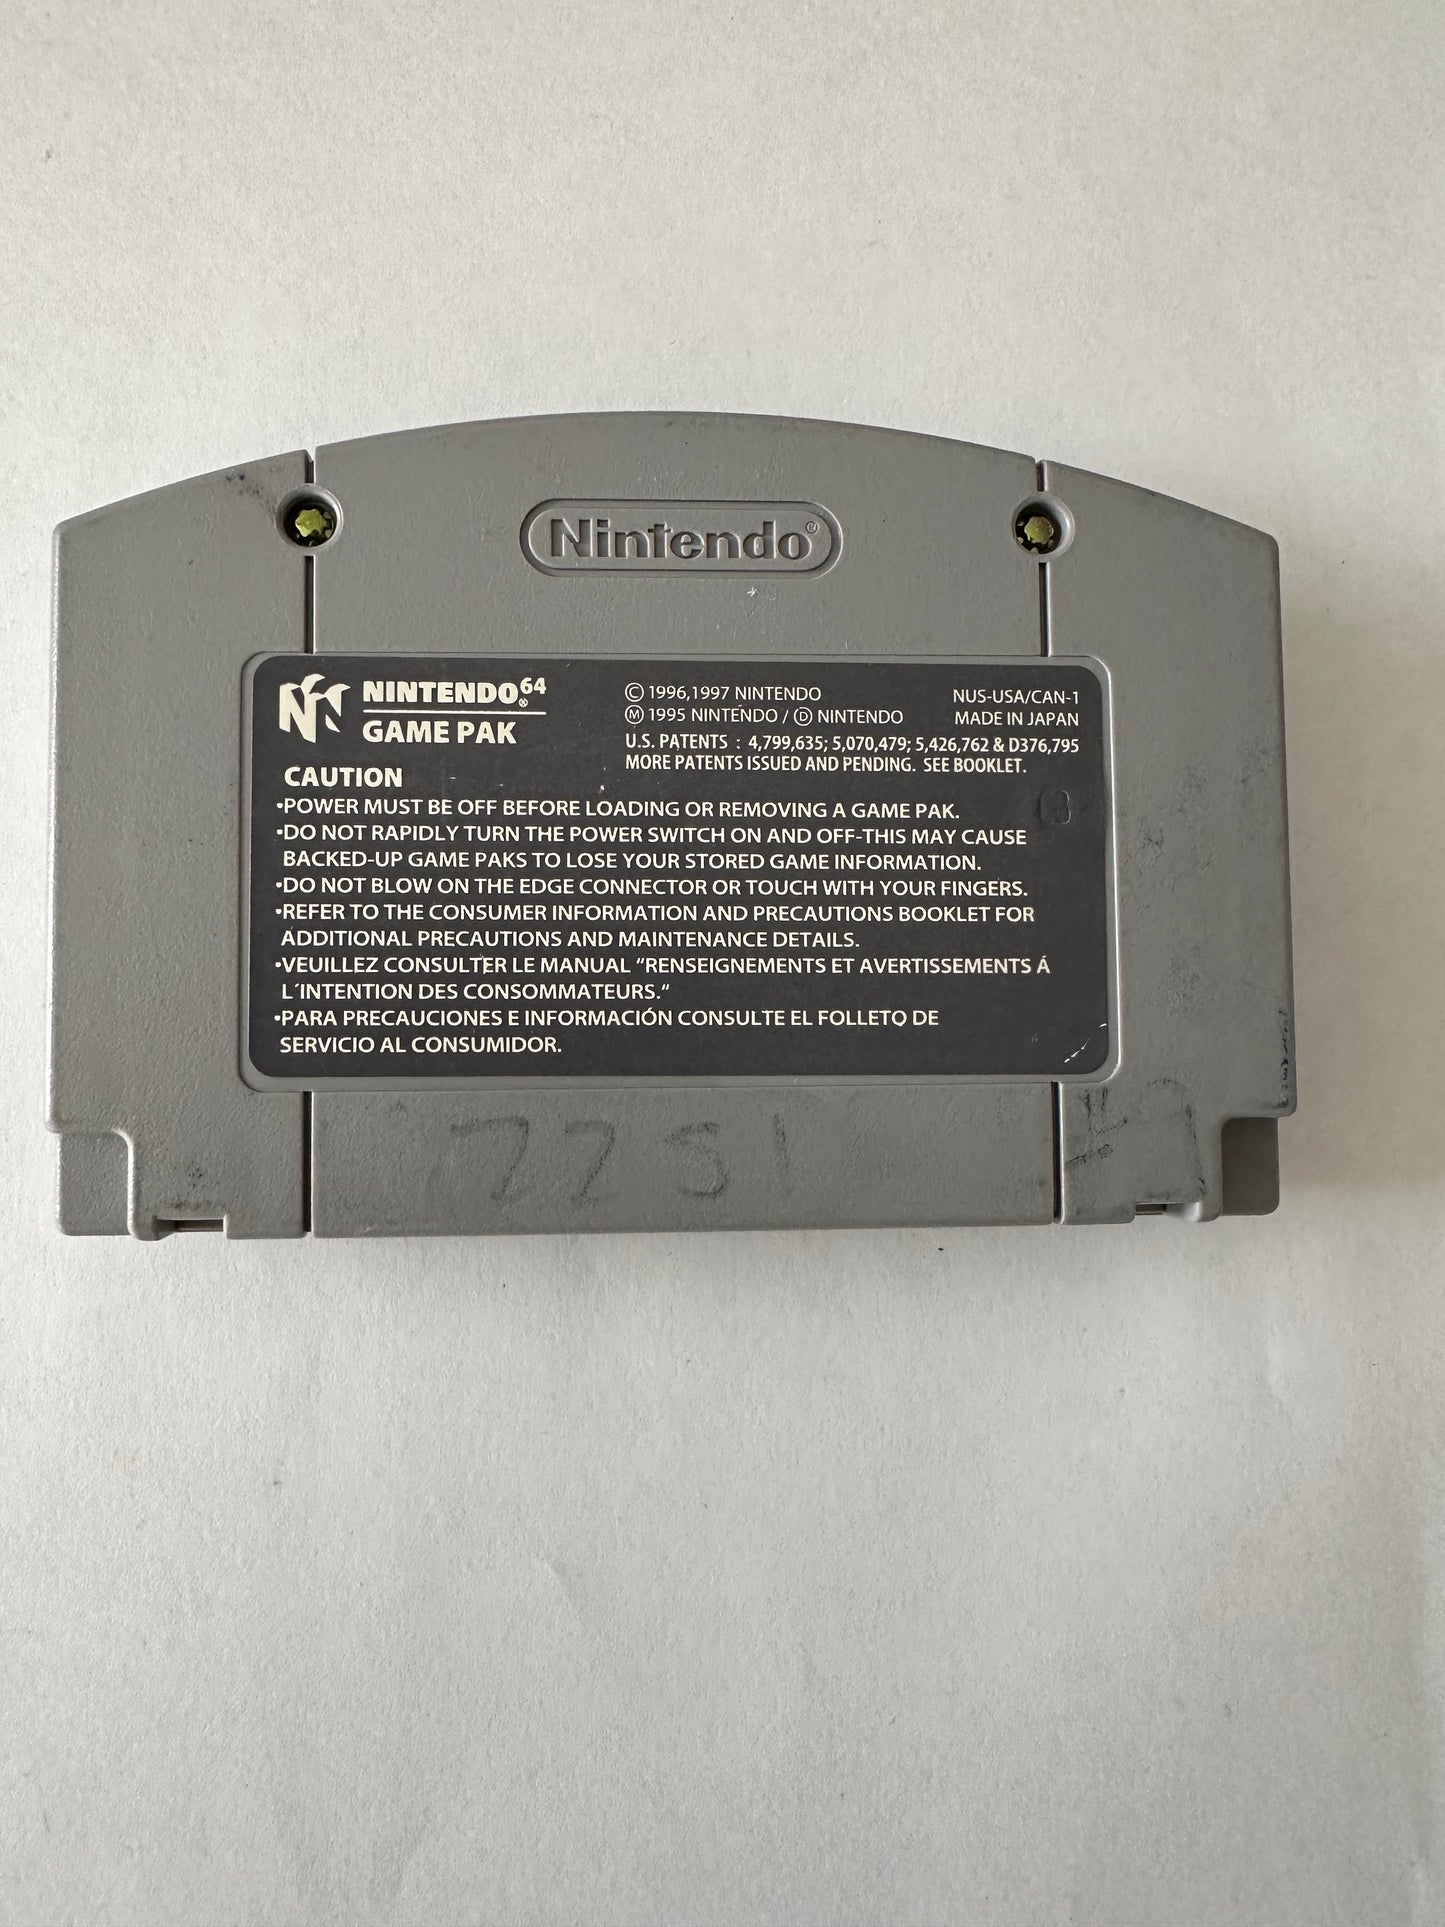 Nintendo®
NINTENDO64®
GAME PAK
Ⓒ 1996,1997 NINTENDO
Ⓜ 1995 NINTENDO / Ⓓ NINTENDO
NUS-USA/CAN-1
MADE IN JAPAN
U.S. PATENTS : 4,799,635; 5,070,479; 5,426,762 & D376,795
MORE PATENTS ISSUED AND PENDING. SEE BOOKLET.
CAUTION
•POWER MUST BE OFF BEFORE LOADING OR REMOVING A GAME PAK.
•DO NOT RAPIDLY TURN THE POWER SWITCH ON AND OFF-THIS MAY CAUSE
BACKED-UP GAME PAKS TO LOSE YOUR STORED GAME INFORMATION.
•DO NOT BLOW ON THE EDGE CONNECTOR OR TOUCH WITH YOUR FINGERS.
•REFER TO THE CONSUMER INFORMATION AND PRECAUTIONS BOOKLET FOR
ADDITIONAL PRECAUTIONS AND MAINTENANCE DETAILS.
•VEUILLEZ CONSULTER LE MANUAL "RENSEIGNEMENTS ET AVERTISSEMENTS Á
L´INTENTION DES CONSOMMATEURS."
•PARA PRECAUCIONES E INFORMACIÓN CONSULTE EL FOLLETO DE
SERVICIO AL CONSUMIDOR.
7251